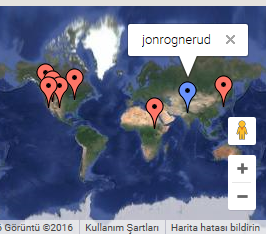 jonrognerud
Görüntü ©2016 Kullanım Şartları Harita hatası bildirin